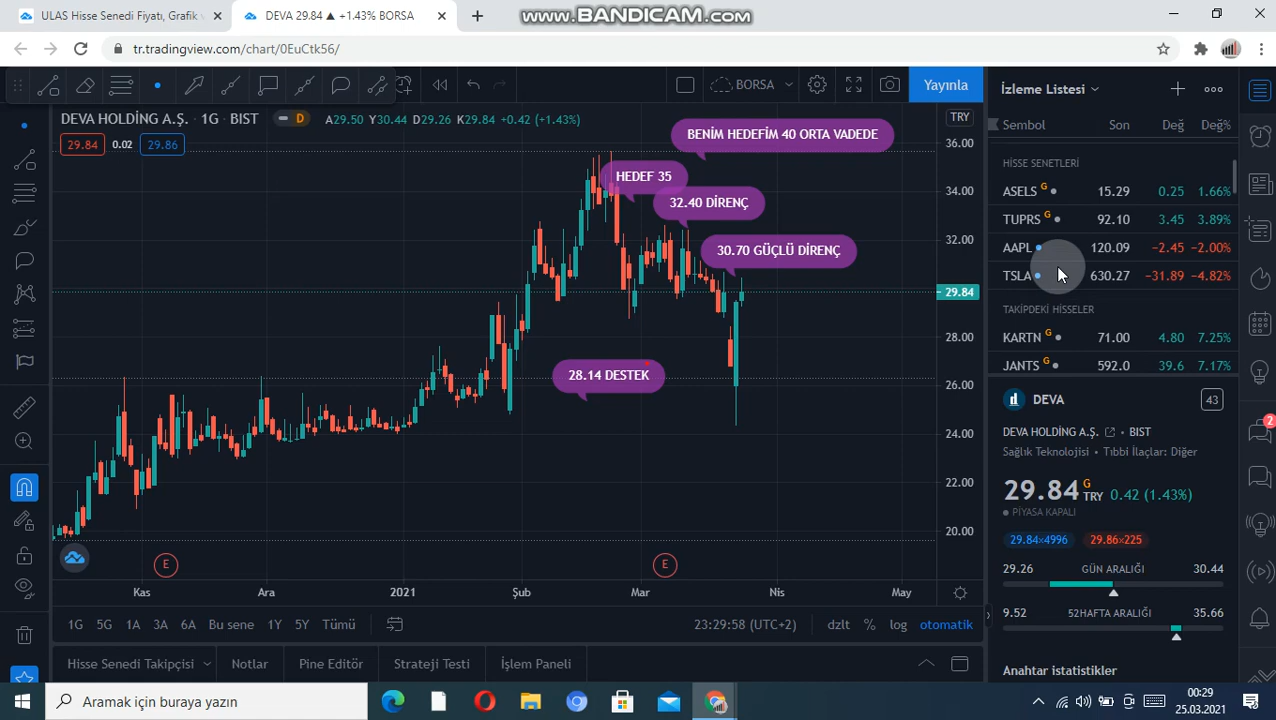 ULAS Hisse Senedi Fiyatı, Grafik v
DEVA 29.84 ▲ +1.43% BORSA
www.BANDICAM.com
tr.tradingview.com/chart/0EuCtk56/
BORSA
Yayınla
İzleme Listesi
DEVA HOLDİNG A.Ş. · 1G · BIST
D
A29.50 Y30.44 D29.26 K29.84 +0.42 (+1.43%)
TRY
Sembol Son Değ Değ%
29.84 0.02 29.86
BENİM HEDEFİM 40 ORTA VADEDE
36.00
HİSSE SENETLERİ
HEDEF 35
34.00
ASELS G 15.29 0.25 1.66%
32.40 DİRENÇ
TUPRS G 92.10 3.45 3.89%
32.00
AAPL 120.09 -2.45 -2.00%
30.70 GÜÇLÜ DİRENÇ
TSLA 630.27 -31.89 -4.82%
29.84
TAKİPDEKİ HİSSELER
28.00
KARTN G 71.00 4.80 7.25%
JANTS G 592.0 39.6 7.17%
28.14 DESTEK
26.00
DEVA
43
24.00
DEVA HOLDİNG A.Ş. • BIST
Sağlık Teknolojisi • Tıbbi İlaçlar: Diğer
22.00
29.84 G TRY 0.42 (1.43%)
PİYASA KAPALI
20.00
29.84×4996 29.86×225
E
E
29.26 GÜN ARALIĞI 30.44
Kas Ara 2021 Şub Mar Nis May
9.52 52HAFTA ARALIĞI 35.66
1G 5G 1A 3A 6A Bu sene 1Y 5Y Tümü
23:29:58 (UTC+2) dzlt % log otomatik
Hisse Senedi Takipçisi Notlar Pine Editör Strateji Testi İşlem Paneli
Anahtar istatistikler
2
Aramak için buraya yazın
00:29
25.03.2021